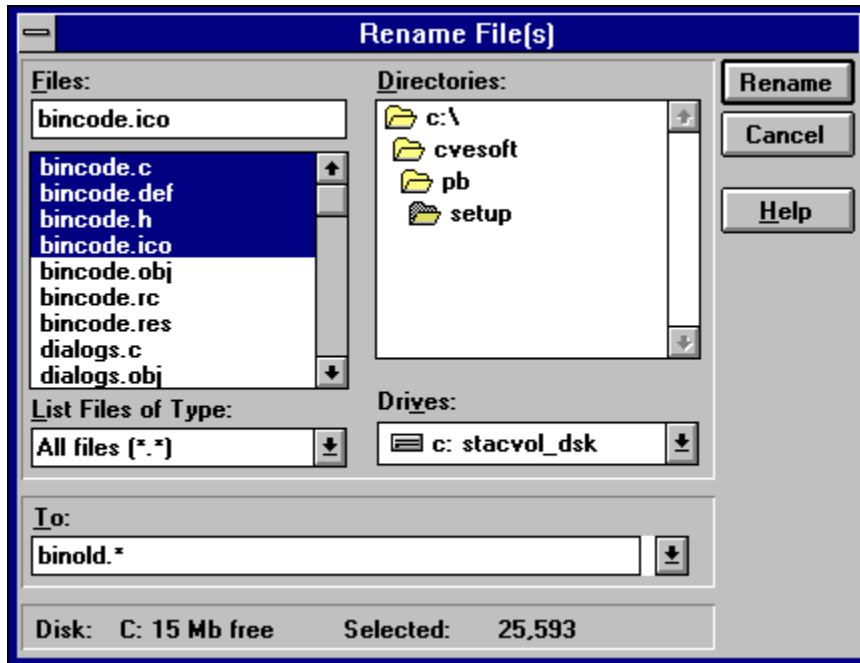 Rename File(s)
Files:
bincode.ico
bincode.c
bincode.def
bincode.h
bincode.ico
bincode.obj
bincode.rc
bincode.res
dialogs.c
dialogs.obj
List Files of Type:
All files (*.*)
Directories:
c:\
cvesoft
pb
setup
Drives:
c: stacvol_dsk
Rename
Cancel
Help
To:
binold.*
Disk: C: 15 Mb free Selected: 25,593